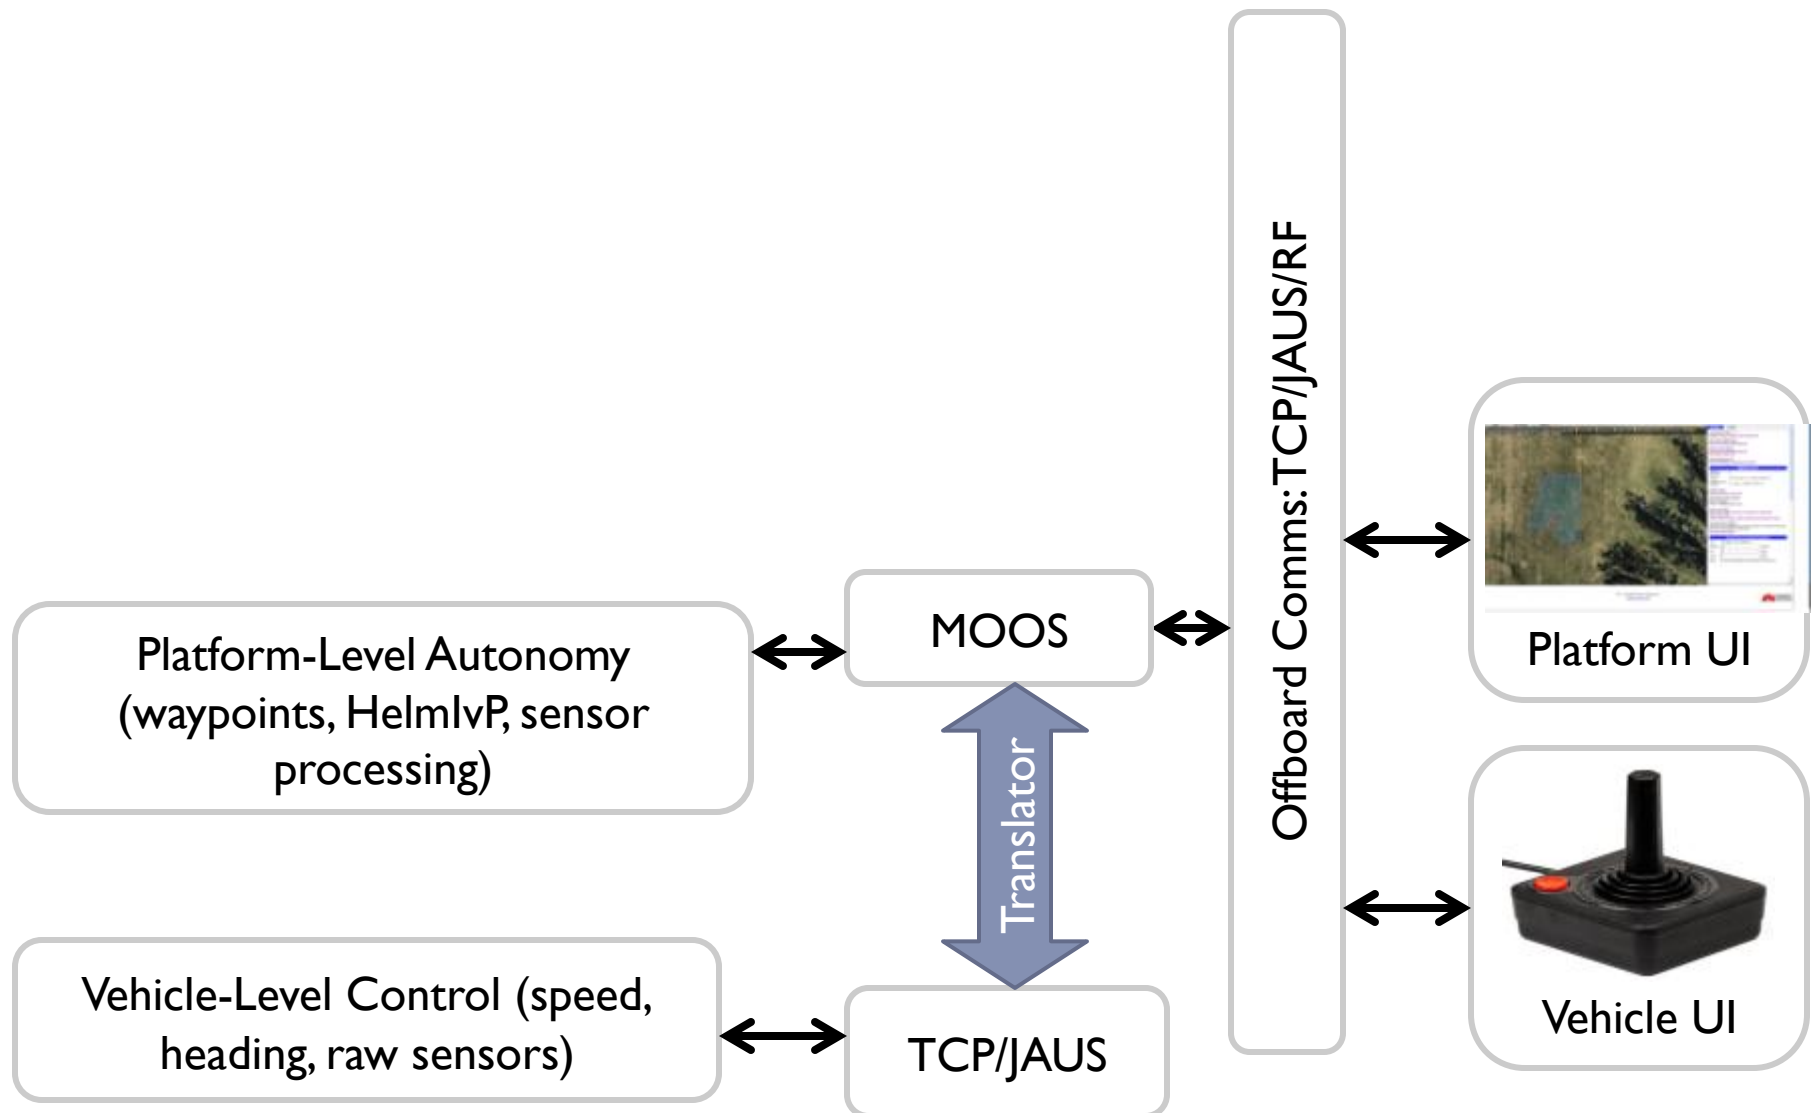 Offboard Comms: TCP/JAUS/RF
Platform UI
MOOS
Platform-Level Autonomy
(waypoints, HelmIvP, sensor
processing)
Translator
Vehicle UI
Vehicle-Level Control (speed,
heading, raw sensors)
TCP/JAUS